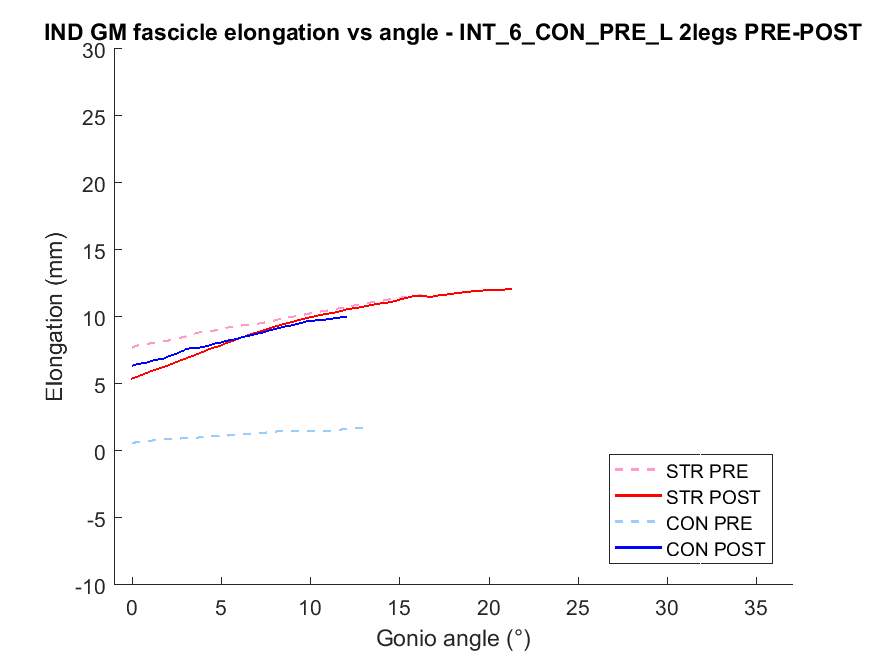 IND GM fascicle elongation vs angle - INT_6_CON_PRE_L 2legs PRE-POST
30
25
20
15
10
5
0
-5
-10
Elongation (mm)
0 5 10 15 20 25 30 35
Gonio angle (°)
STR PRE
STR POST
CON PRE
CON POST